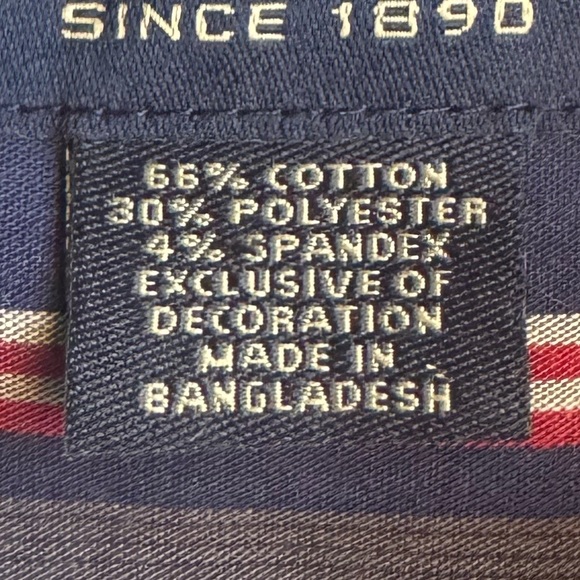 SINCE 1890
66% COTTON
30% POLYESTER
4% SPANDEX
EXCLUSIVE OF
DECORATION
MADE IN
BANGLADESH